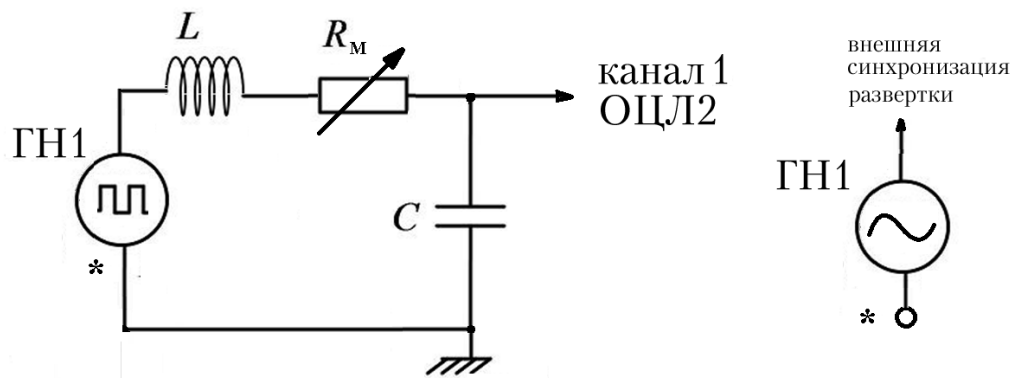 L
Rм
канал 1
ОЦЛ2
ГН1
*
C
внешняя
синхронизация
развертки
ГН1
*